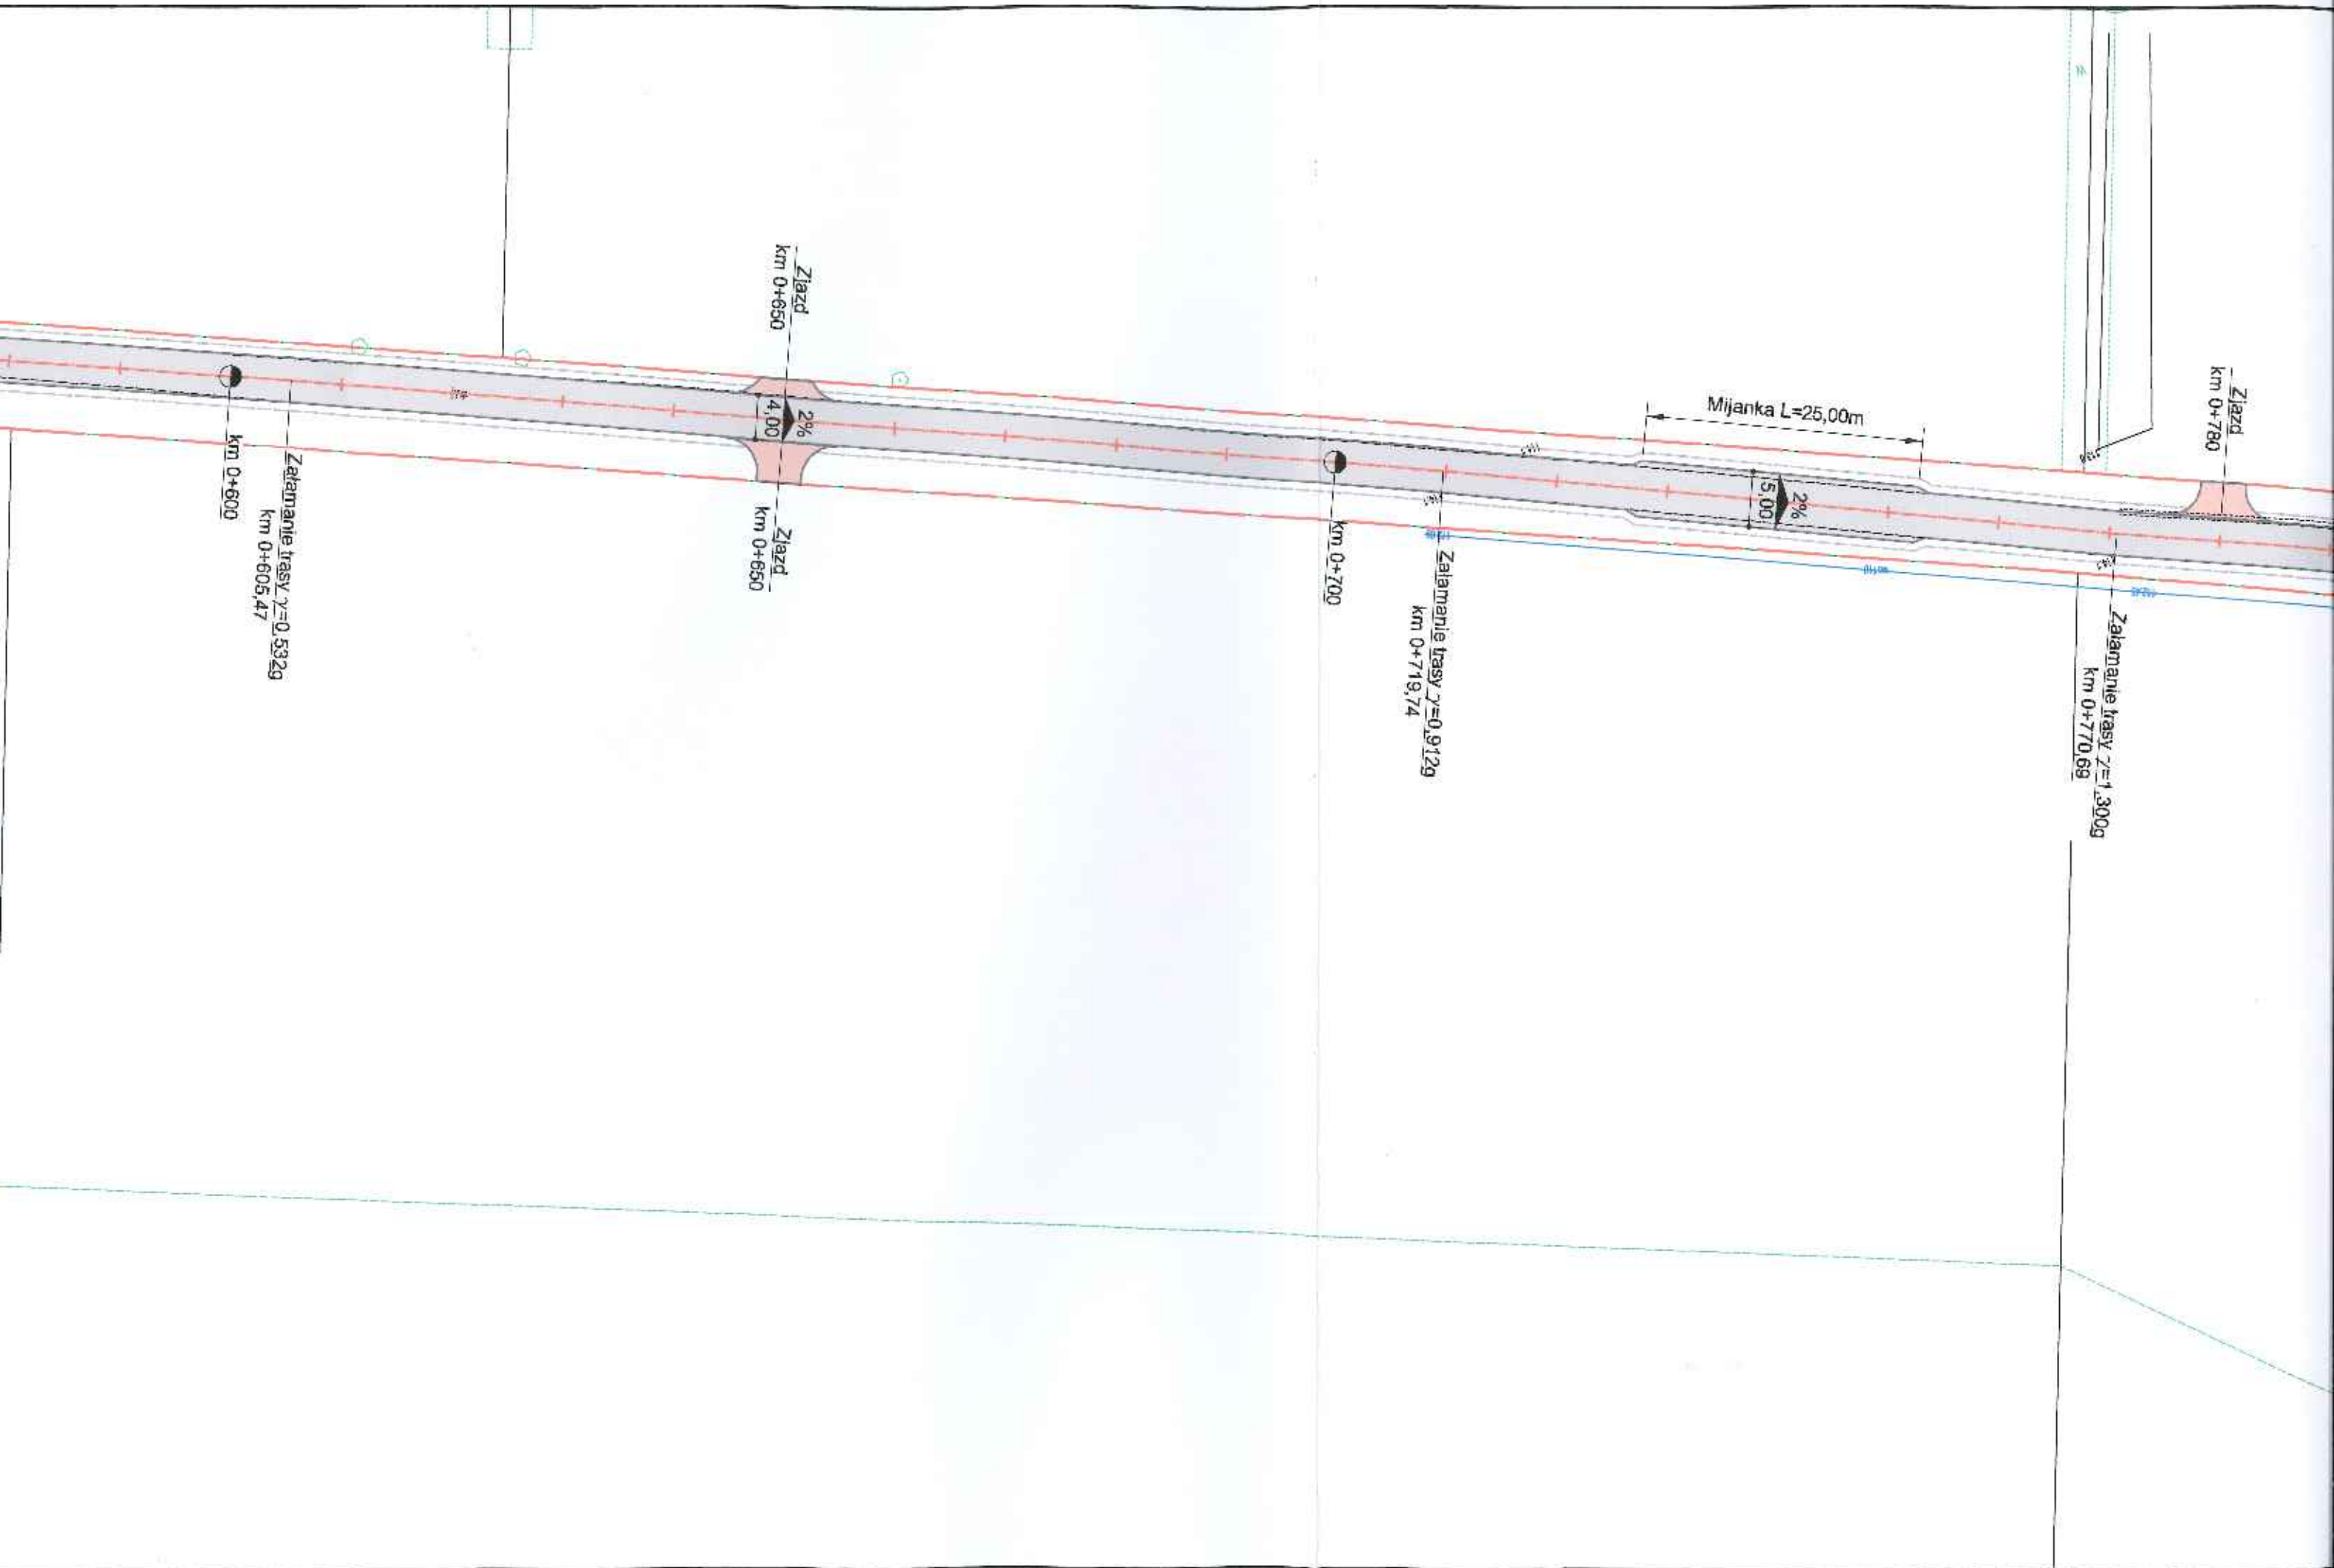 Zjazd
km 0+650
km 0+600
Załamanie trasy γ=0,532g
km 0+605,47
2%
4,00
Zjazd
km 0+650
km 0+700
Załamanie trasy γ=0,912g
km 0+719,74
Mijanka L=25,00m
2%
5,00
Zjazd
km 0+780
Załamanie trasy γ=1,300g
km 0+770,69